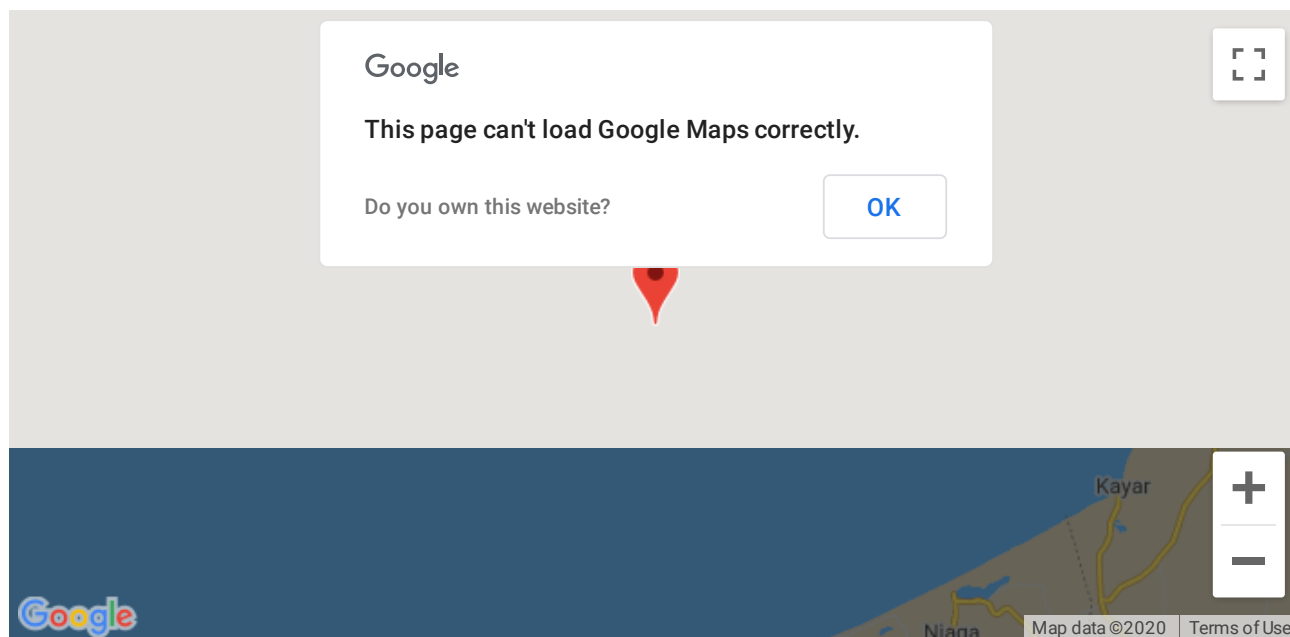 Google
This page can't load Google Maps correctly.
Do you own this website?
OK
Kayar
Niaga
Google
Map data ©2020
Terms of Use